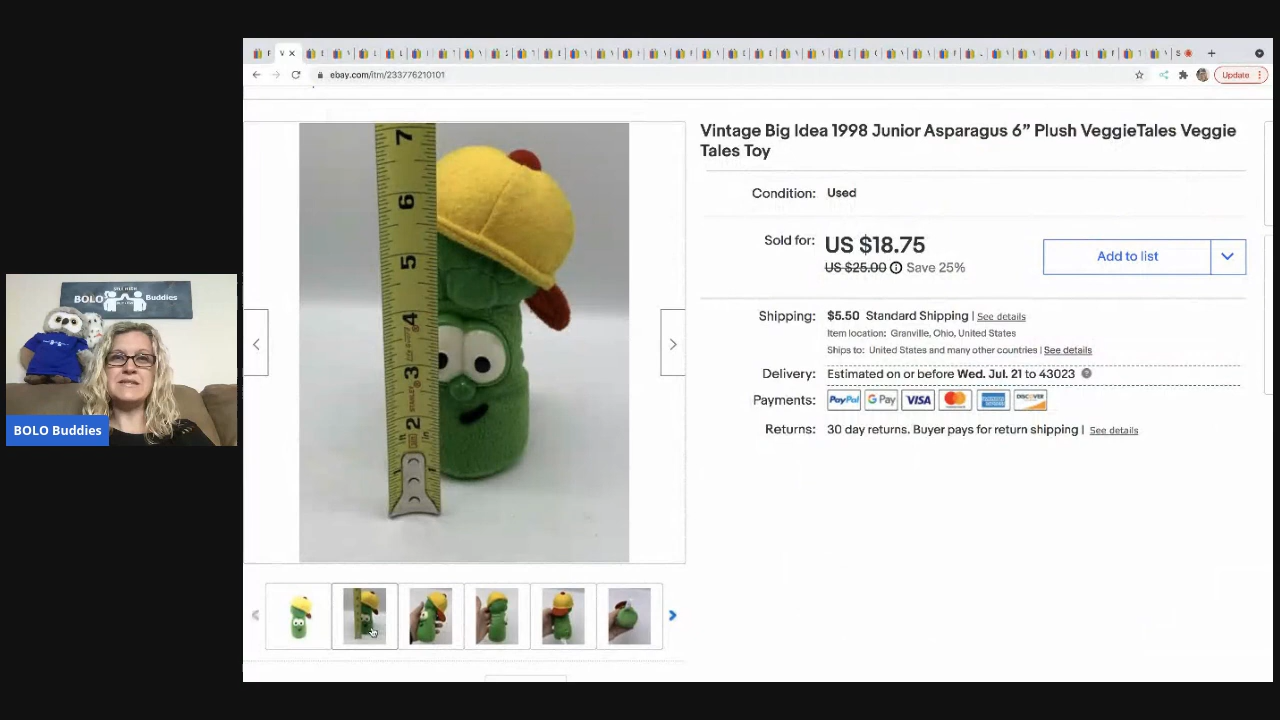 Update
ebay.com/itm/233776210101
Vintage Big Idea 1998 Junior Asparagus 6” Plush VeggieTales Veggie
Tales Toy
Condition: Used
Sold for: US $18.75
US $25.00 Save 25%
Add to list
Shipping: $5.50 Standard Shipping | See details
Item location: Granville, Ohio, United States
Ships to: United States and many other countries | See details
Delivery: Estimated on or before Wed. Jul. 21 to 43023
Payments: PayPal G Pay VISA
Returns: 30 day returns. Buyer pays for return shipping | See details
7
6
5
4
3
2
BOLO Buddies
BOLO Buddies